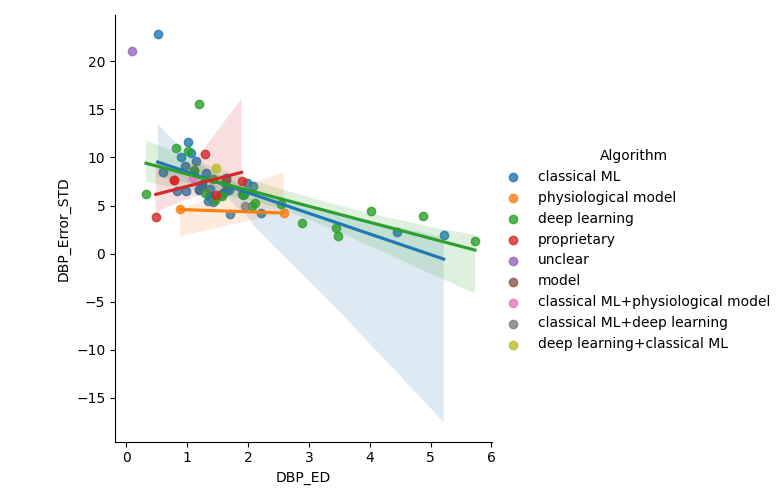 DBP_Error_STD
20
15
10
5
0
−5
−10
−15
0 1 2 3 4 5 6
DBP_ED
Algorithm
classical ML
physiological model
deep learning
proprietary
unclear
model
classical ML+physiological model
classical ML+deep learning
deep learning+classical ML